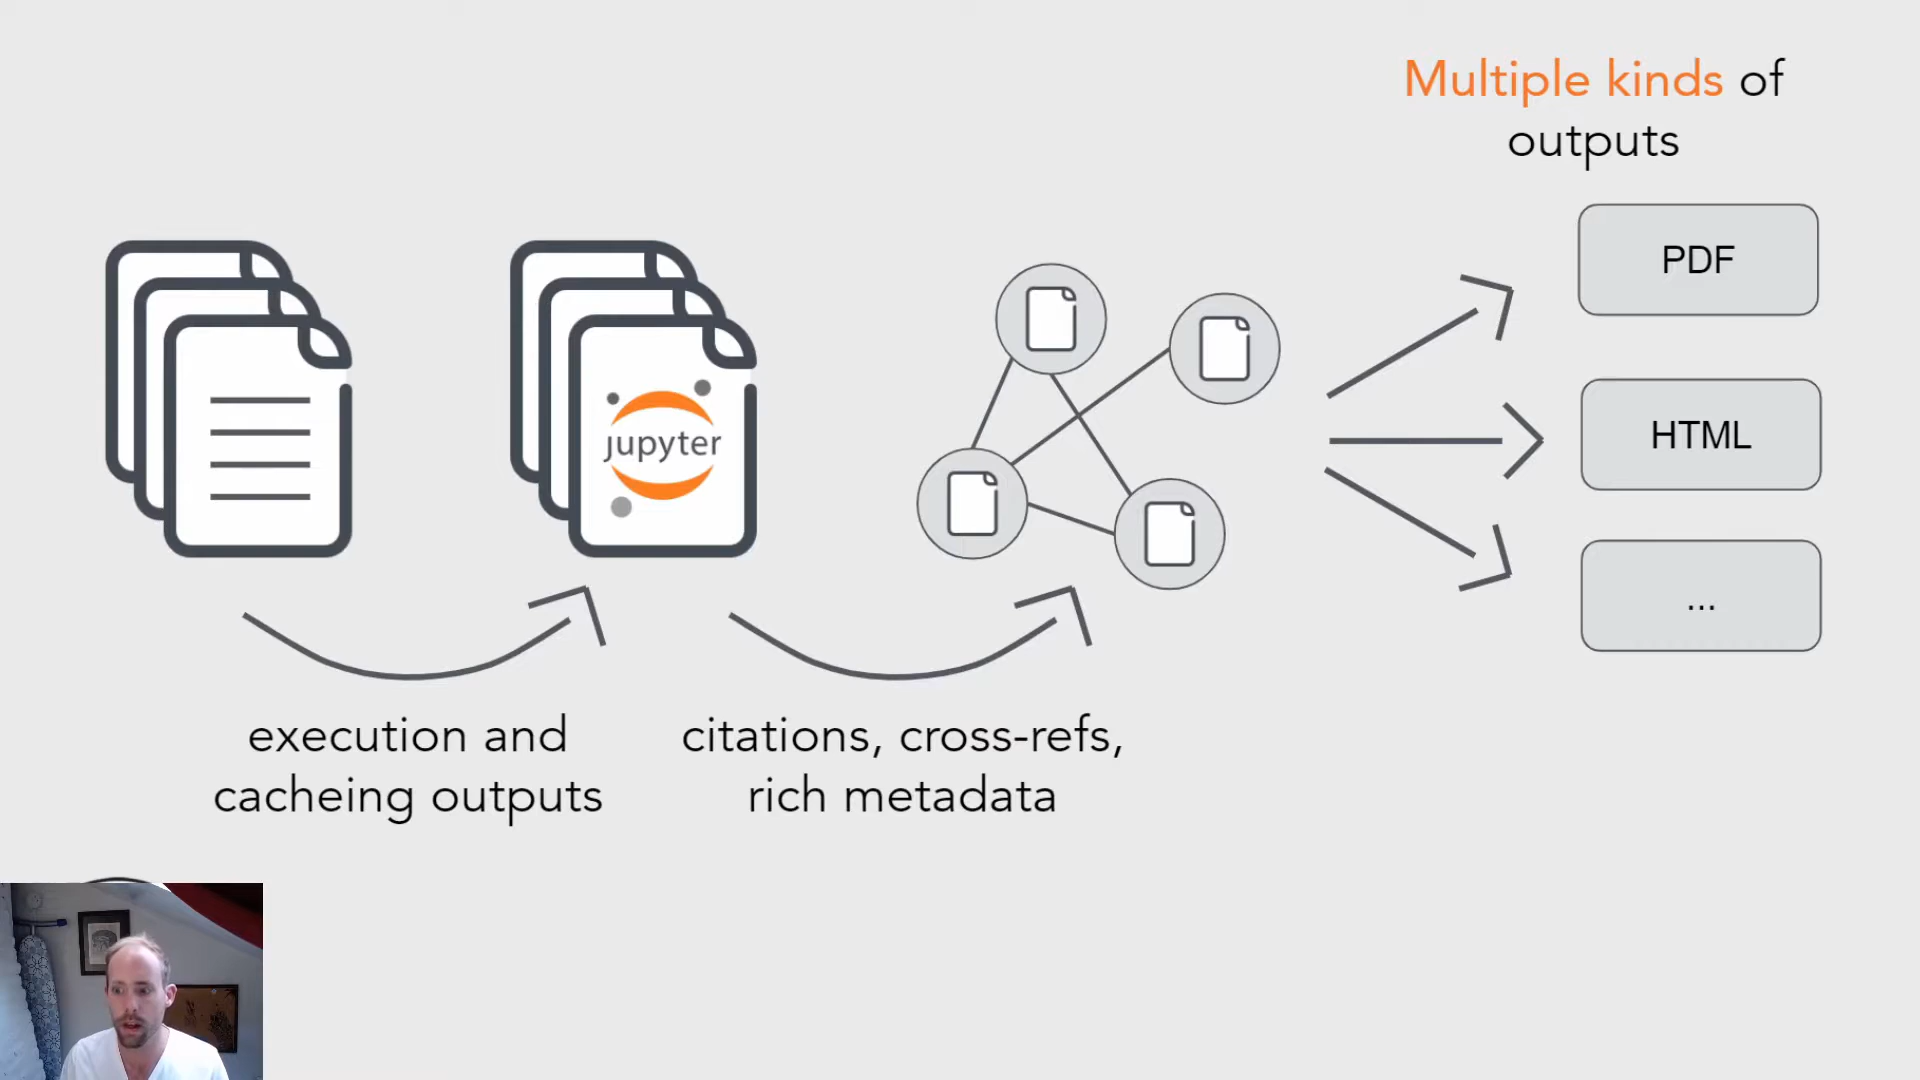 Multiple kinds of
outputs
PDF
jupyter
HTML
...
execution and
cacheing outputs
citations, cross-refs,
rich metadata